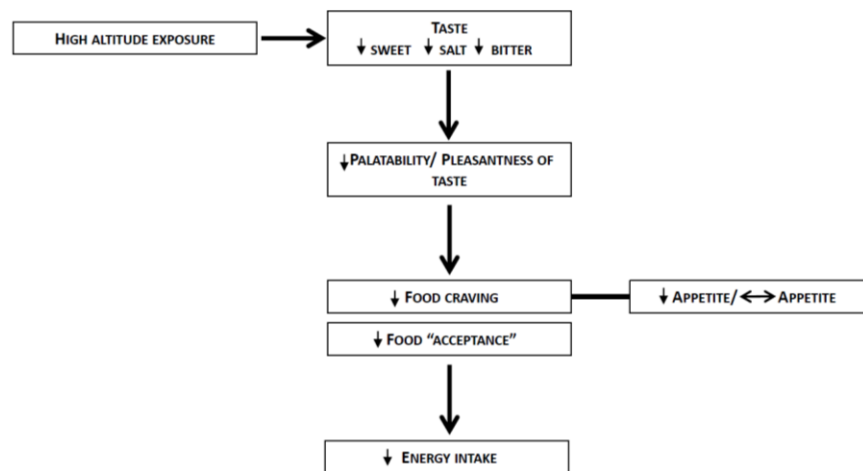 HIGH ALTITUDE EXPOSURE
TASTE
↓ SWEET ↓ SALT ↓ BITTER
↓PALATABILITY/ PLEASANTNESS OF
TASTE
↓ FOOD CRAVING
↓ APPETITE/ ↔ APPETITE
↓ FOOD “ACCEPTANCE”
↓ ENERGY INTAKE